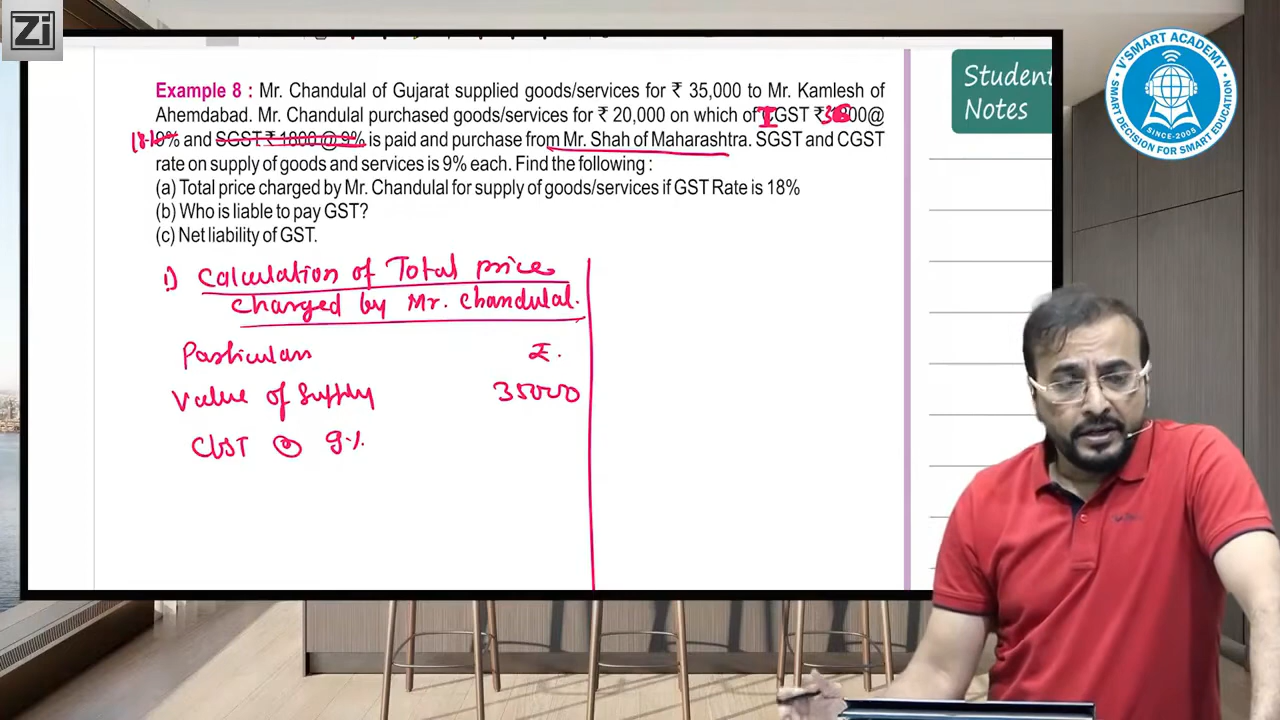 Zi
Example 8 : Mr. Chandulal of Gujarat supplied goods/services for ₹ 35,000 to Mr. Kamlesh of
Ahemdabad. Mr. Chandulal purchased goods/services for ₹ 20,000 on which of IGST ₹ 3600@
18% and SGST ₹ 1800 @ 9% is paid and purchase from Mr. Shah of Maharashtra. SGST and CGST
rate on supply of goods and services is 9% each. Find the following :
(a) Total price charged by Mr. Chandulal for supply of goods/services if GST Rate is 18%
(b) Who is liable to pay GST?
(c) Net liability of GST.
1) Calculation of Total price
charged by Mr. Chandulal.
Particulars ₹.
Value of Supply 35000
CGST @ 9%
Student
Notes
V'SMART ACADEMY
SINCE-2005
SMART DECISION FOR SMART EDUCATION